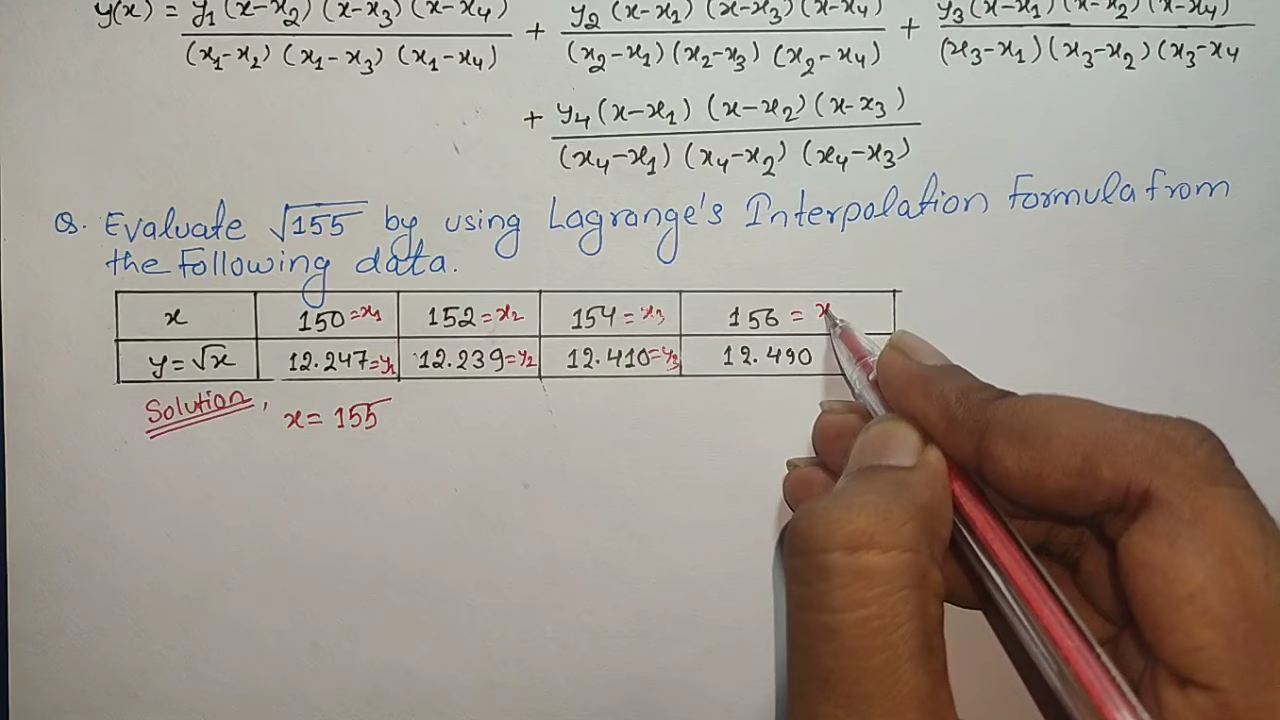 y(x) = y₁(x-x₂)(x-x₃)(x-x₄) / (x₁-x₂)(x₁-x₃)(x₁-x₄) + y₂(x-x₁)(x-x₃)(x-x₄) / (x₂-x₁)(x₂-x₃)(x₂-x₄) + y₃(x-x₁)(x-x₂)(x-x₄) / (x₃-x₁)(x₃-x₂)(x₃-x₄
+ y₄(x-x₁)(x-x₂)(x-x₃) / (x₄-x₁)(x₄-x₂)(x₄-x₃)
Q. Evaluate √155 by using Lagrange's Interpolation Formula from
the Following data.
x 150=x₁ 152=x₂ 154=x₃ 156=x
y=√x 12.247=y₁ 12.239=y₂ 12.410=y₃ 12.490
Solution, x=155